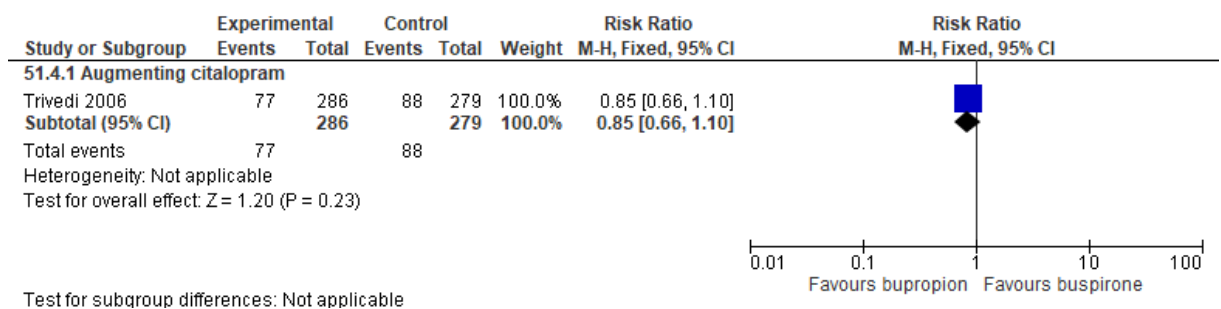 Experimental Control Risk Ratio Risk Ratio
Study or Subgroup Events Total Events Total Weight M-H, Fixed, 95% CI M-H, Fixed, 95% CI
51.4.1 Augmenting citalopram
Trivedi 2006 77 286 88 279 100.0% 0.85 [0.66, 1.10]
Subtotal (95% CI) 286 279 100.0% 0.85 [0.66, 1.10]
Total events 77 88
Heterogeneity: Not applicable
Test for overall effect: Z = 1.20 (P = 0.23)
0.01 0.1 1 10 100
Favours bupropion Favours buspirone
Test for subgroup differences: Not applicable